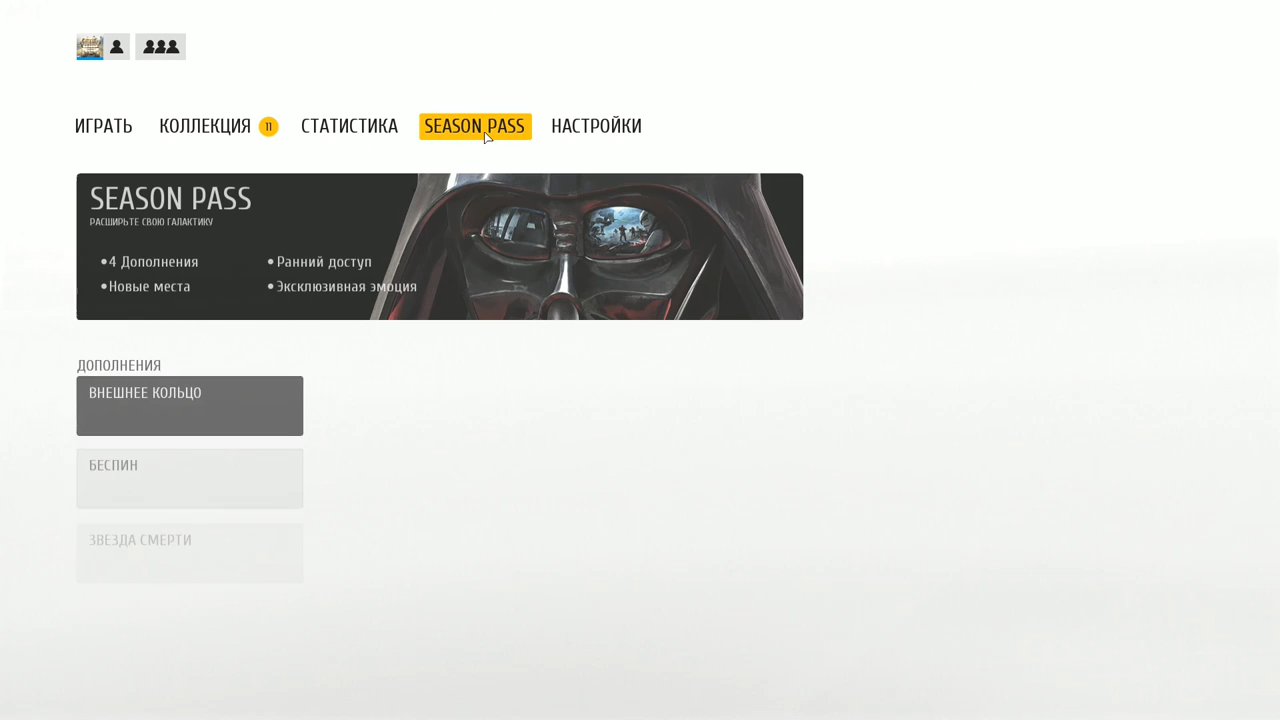 ИГРАТЬ КОЛЛЕКЦИЯ 11 СТАТИСТИКА SEASON PASS НАСТРОЙКИ
SEASON PASS
РАСШИРЬТЕ СВОЮ ГАЛАКТИКУ
•4 Дополнения
•Ранний доступ
•Новые места
•Эксклюзивная эмоция
ДОПОЛНЕНИЯ
ВНЕШНЕЕ КОЛЬЦО
БЕСПИН
ЗВЕЗДА СМЕРТИ